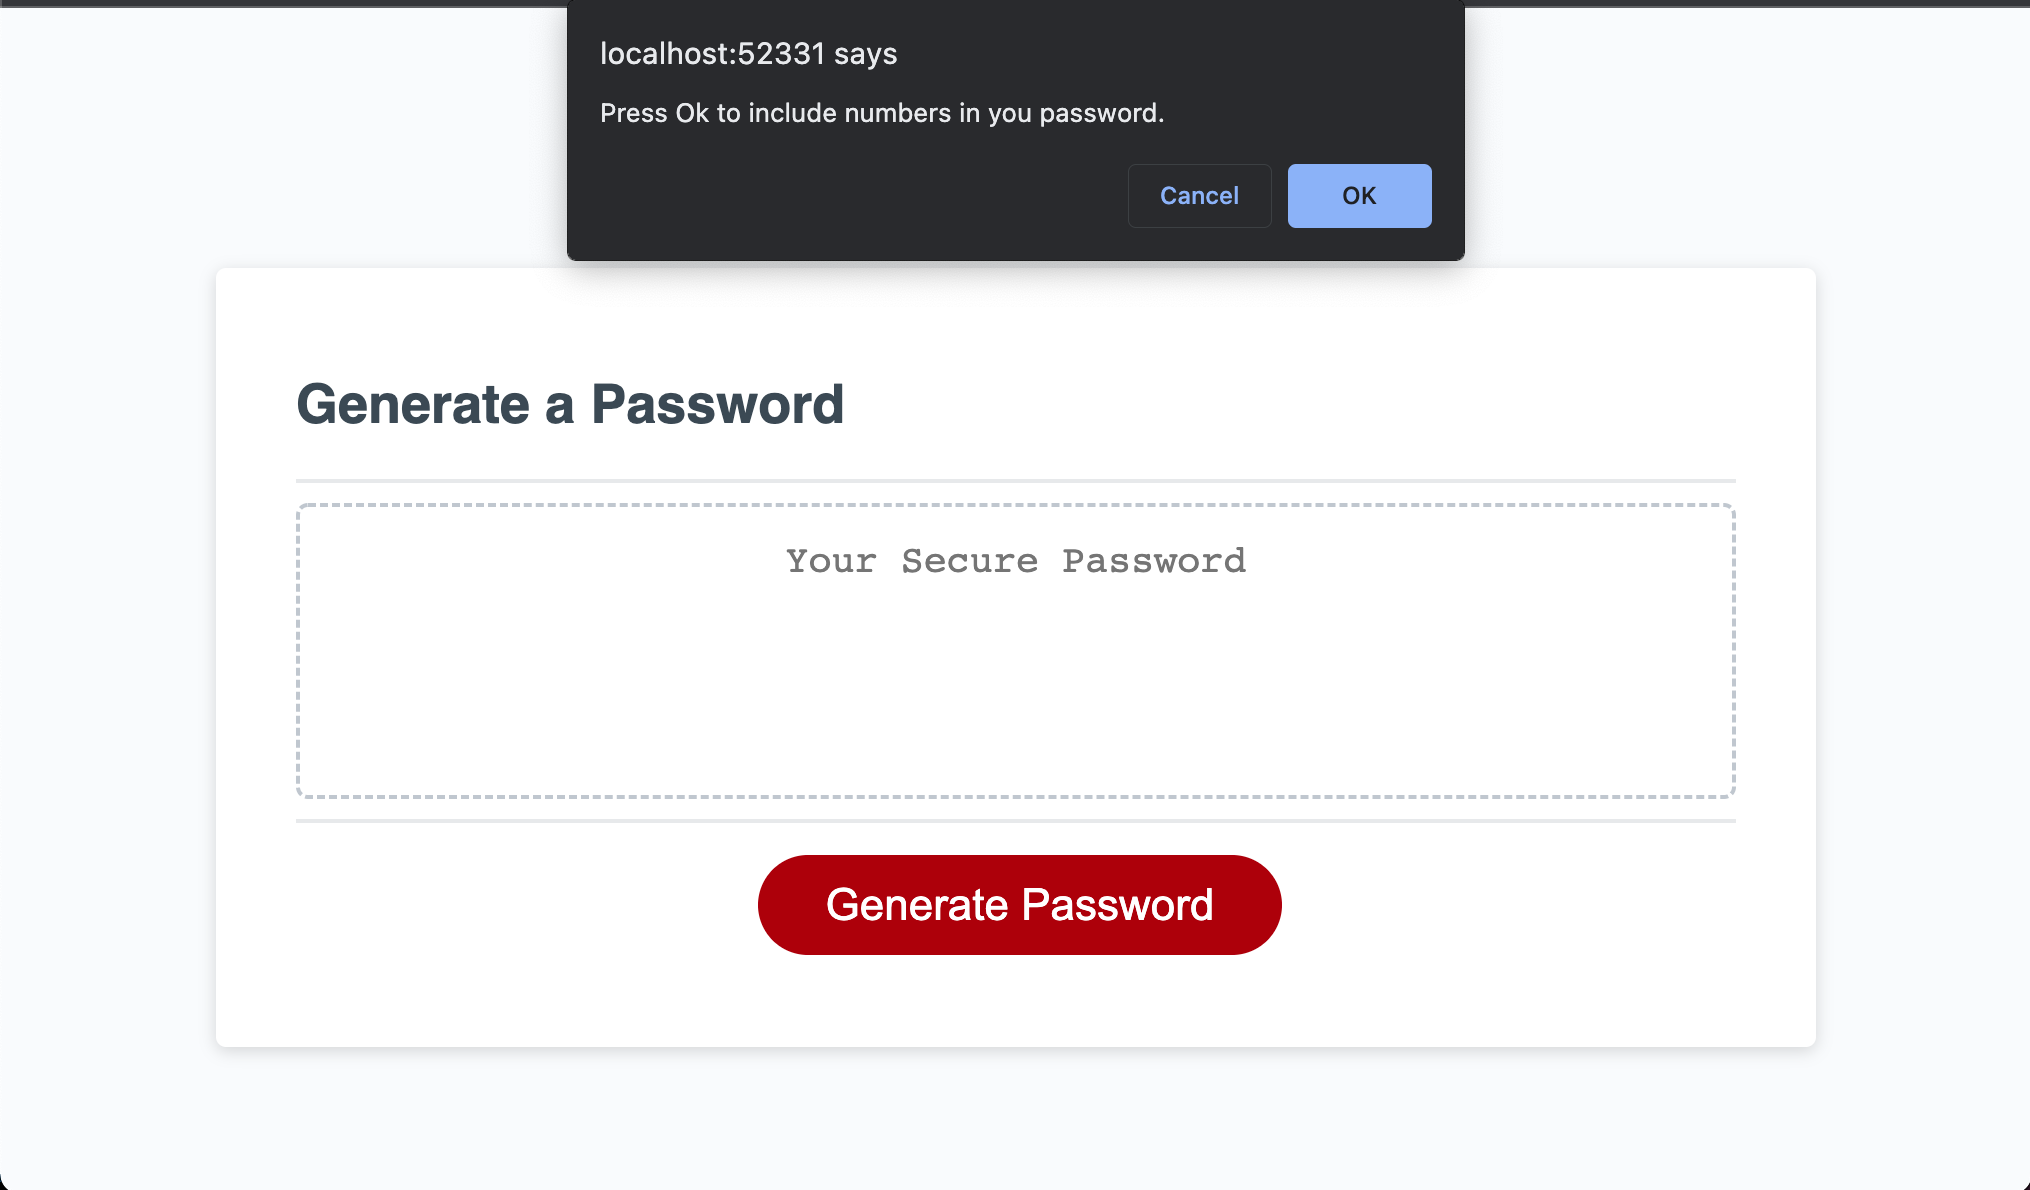 localhost:52331 says
Press Ok to include numbers in you password.
Cancel
OK
Generate a Password
Your Secure Password
Generate Password